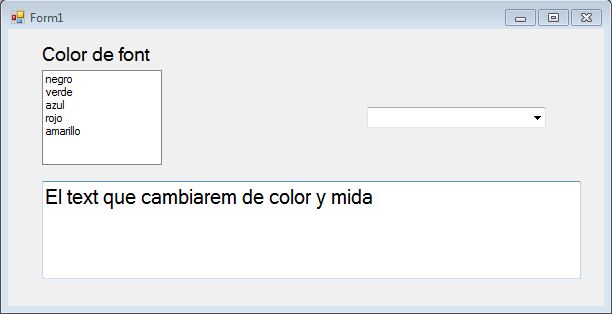 Form1
Color de font
negro
verde
azul
rojo
amarillo
El text que cambiarem de color y mida